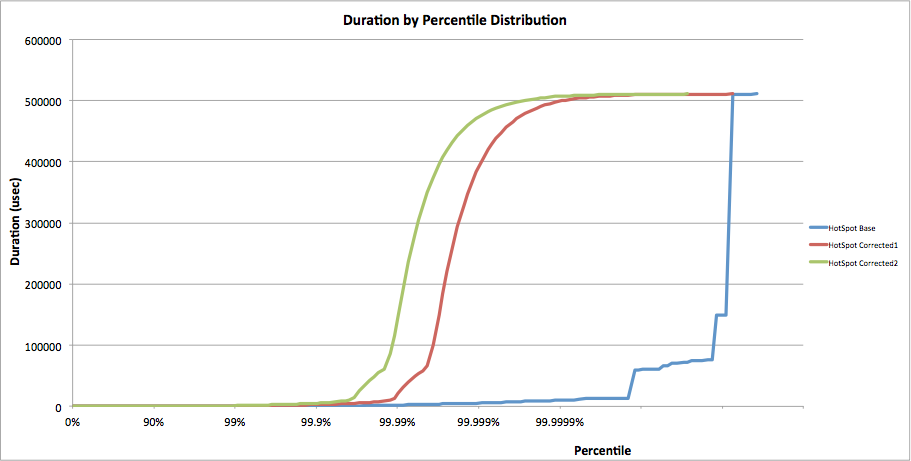 Duration by Percentile Distribution
600000
500000
400000
300000
200000
100000
0
Duration (usec)
0% 90% 99% 99.9% 99.99% 99.999% 99.9999%
Percentile
HotSpot Base
HotSpot Corrected1
HotSpot Corrected2